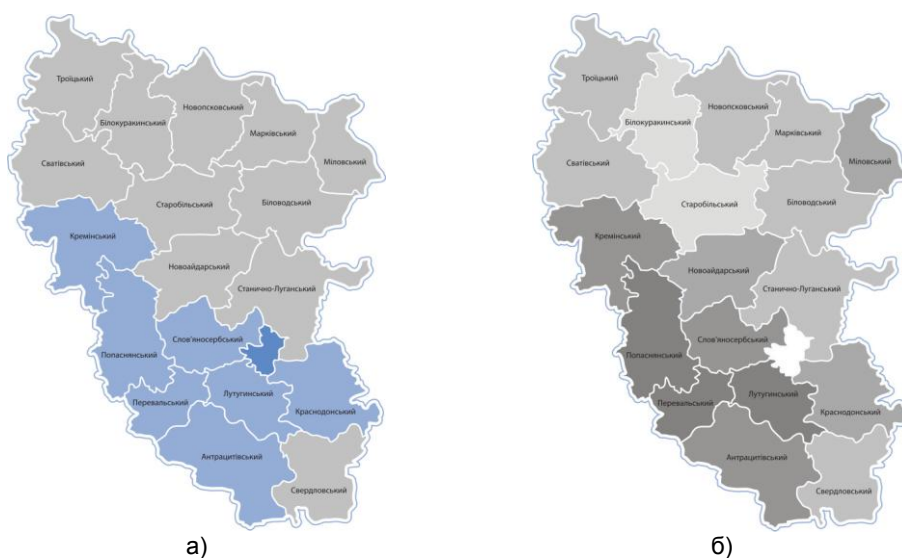 Троїцький
Білокуракинський
Новопсковський
Марківський
Міловський
Сватівський
Старобільський
Біловодський
Кремінський
Новоайдарський
Станично-Луганський
Слов'яносербський
Попаснянський
Перевальський
Лутугинський
Краснодонський
Антрацитівський
Свердловський
а)
Троїцький
Білокуракинський
Новопсковський
Марківський
Міловський
Сватівський
Старобільський
Біловодський
Кремінський
Новоайдарський
Станично-Луганський
Слов'яносербський
Попаснянський
Перевальський
Лутугинський
Краснодонський
Антрацитівський
Свердловський
б)